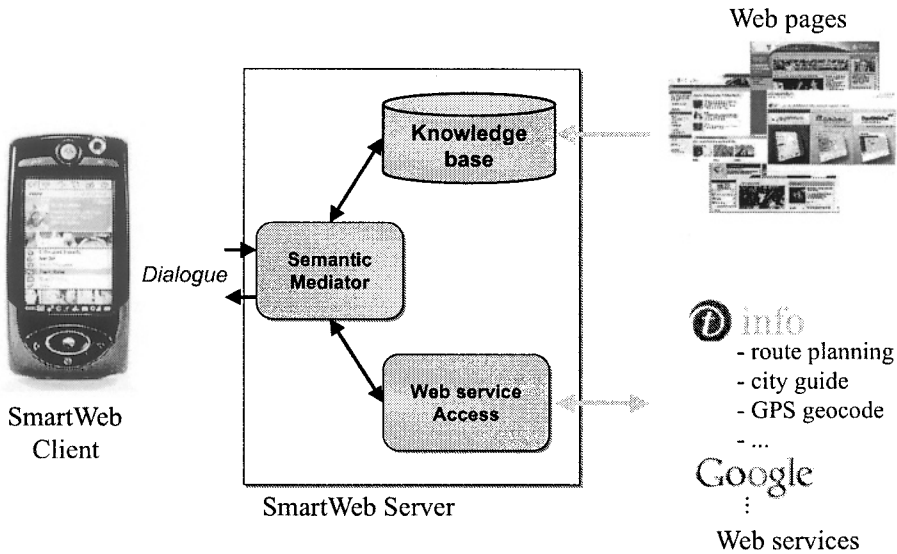 Web pages
Knowledge
base
Semantic
Mediator
Dialogue
Web service
Access
SmartWeb
Client
SmartWeb Server
t info
- route planning
- city guide
- GPS geocode
- ...
Google
⋮
Web services